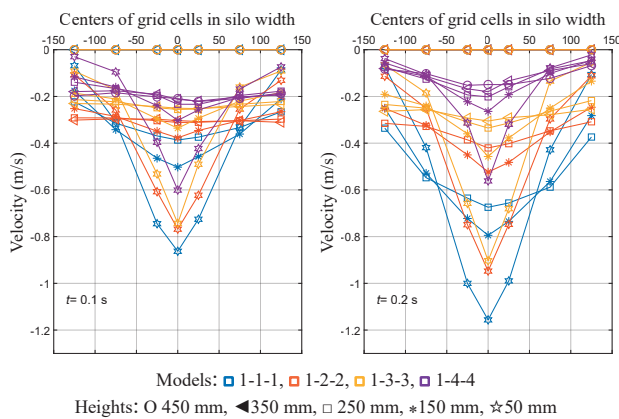 Centers of grid cells in silo width
Centers of grid cells in silo width
-150 -100 -50 0 50 100 150
-150 -100 -50 0 50 100 150
0
-0.2
-0.4
-0.6
-0.8
-1
-1.2
Velocity (m/s)
t= 0.1 s
0
-0.2
-0.4
-0.6
-0.8
-1
-1.2
Velocity (m/s)
t= 0.2 s
Models: 1-1-1, 1-2-2, 1-3-3, 1-4-4
Heights: O 450 mm, ◄350 mm, □ 250 mm, *150 mm, ☆50 mm